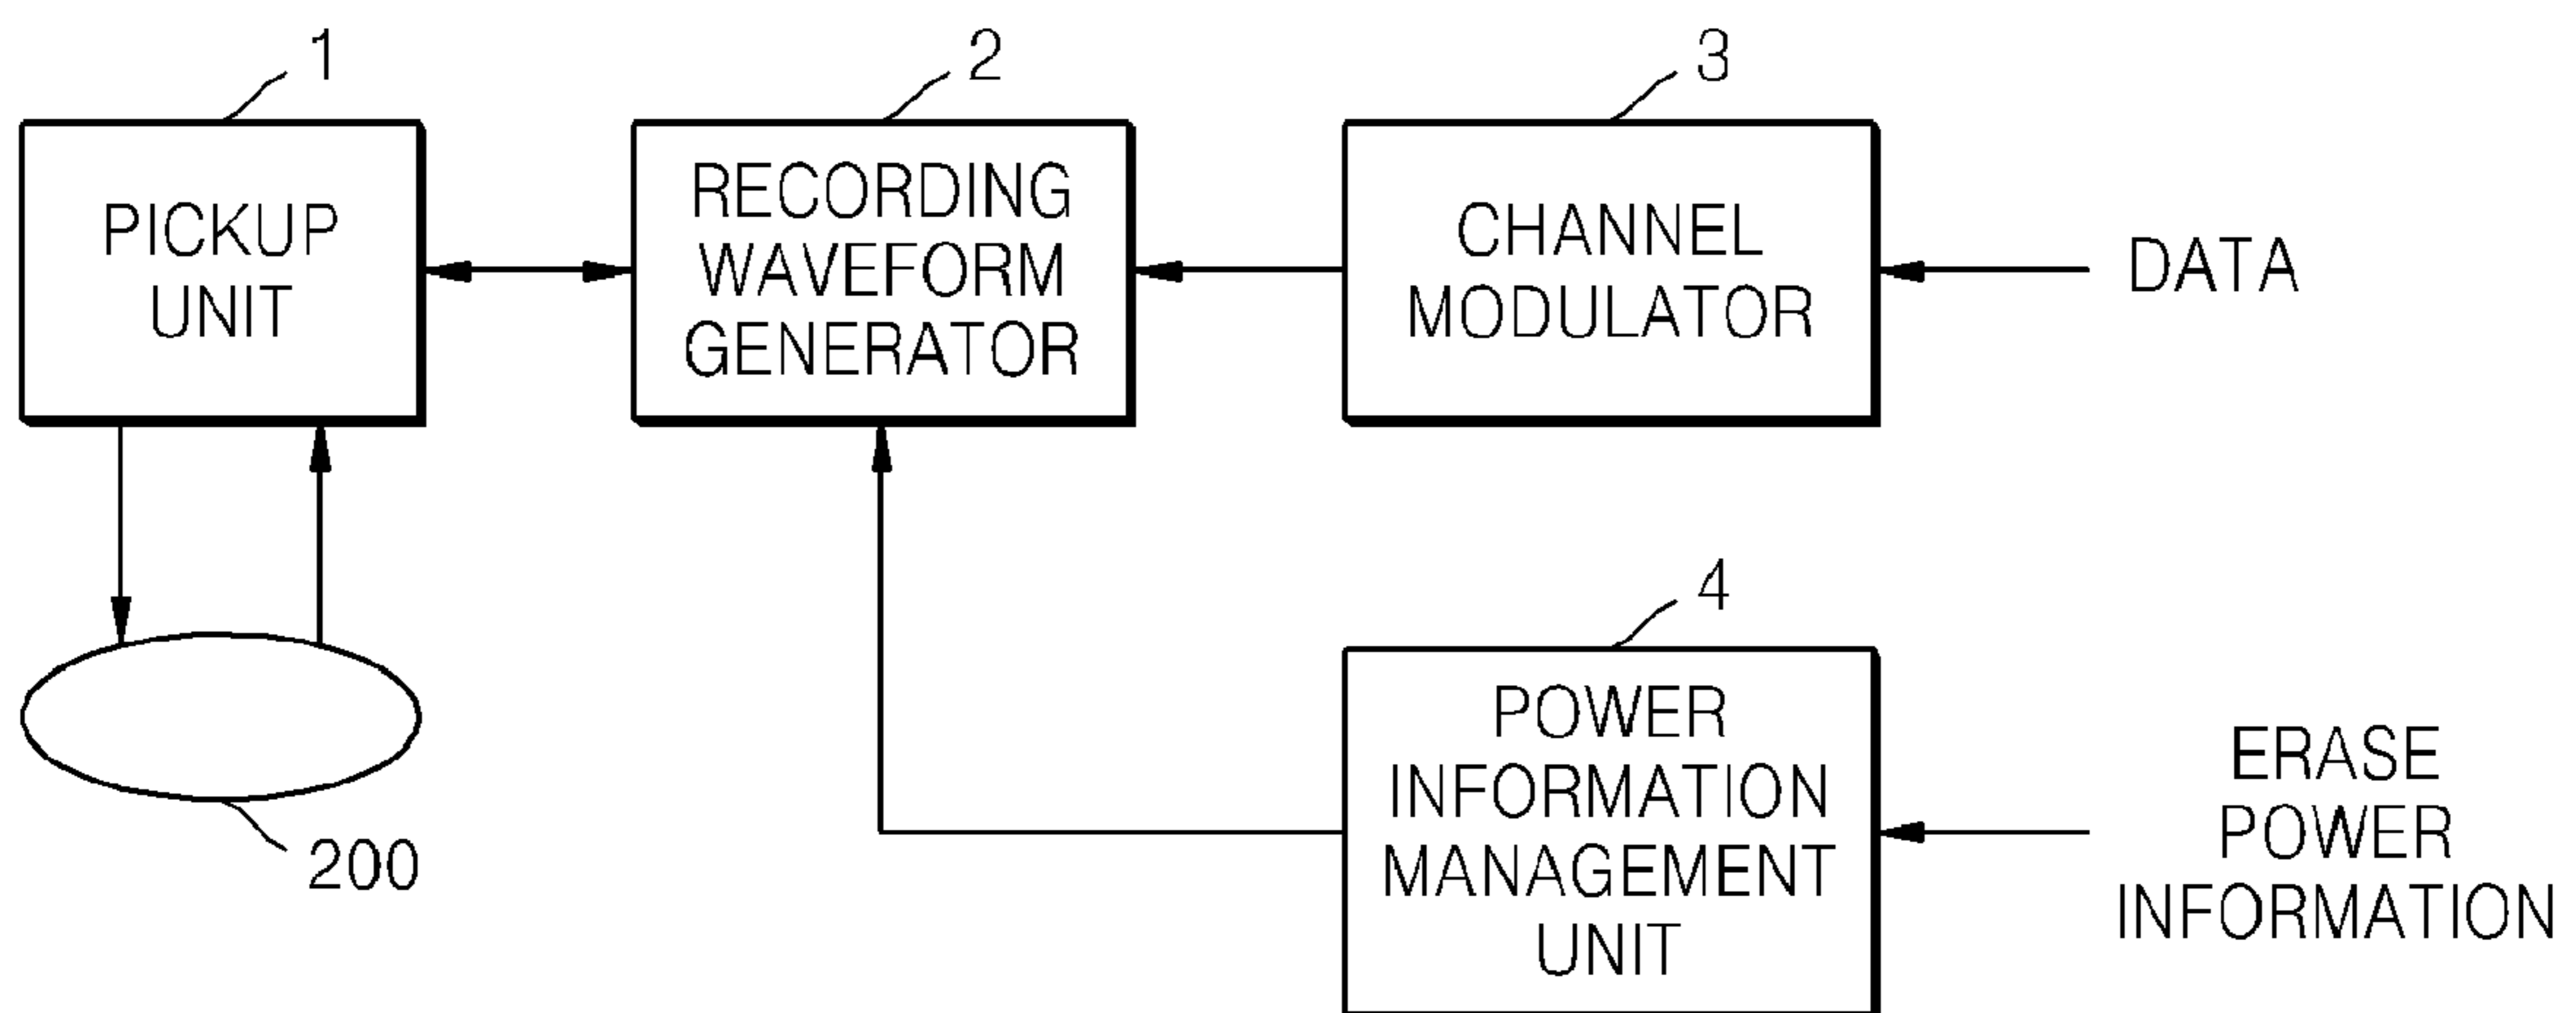 1
2
3
PICKUP
UNIT
RECORDING
WAVEFORM
GENERATOR
CHANNEL
MODULATOR
DATA
4
POWER
INFORMATION
MANAGEMENT
UNIT
ERASE
POWER
INFORMATION
200